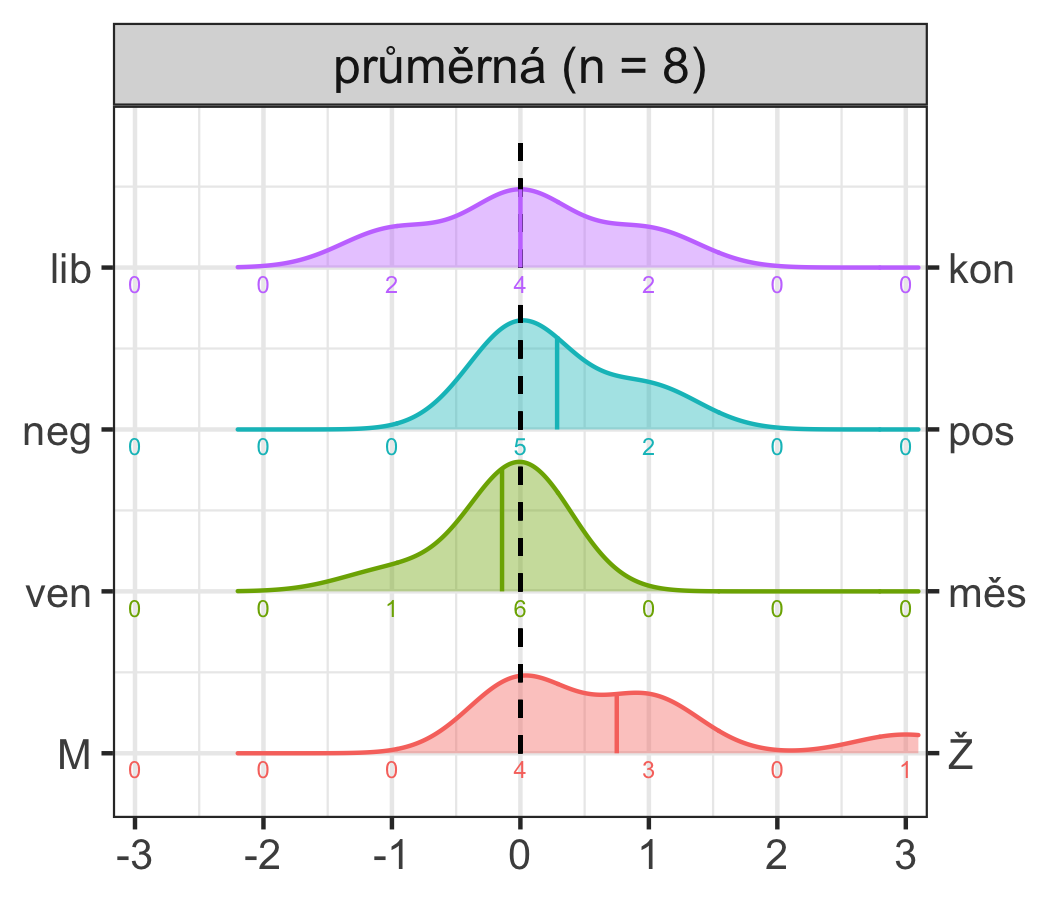 průměrná (n = 8)
lib kon
0 0 2 4 2 0 0
neg pos
0 0 0 5 2 0 0
ven měs
0 0 1 6 0 0 0
M Ž
0 0 0 4 3 0 1
-3 -2 -1 0 1 2 3